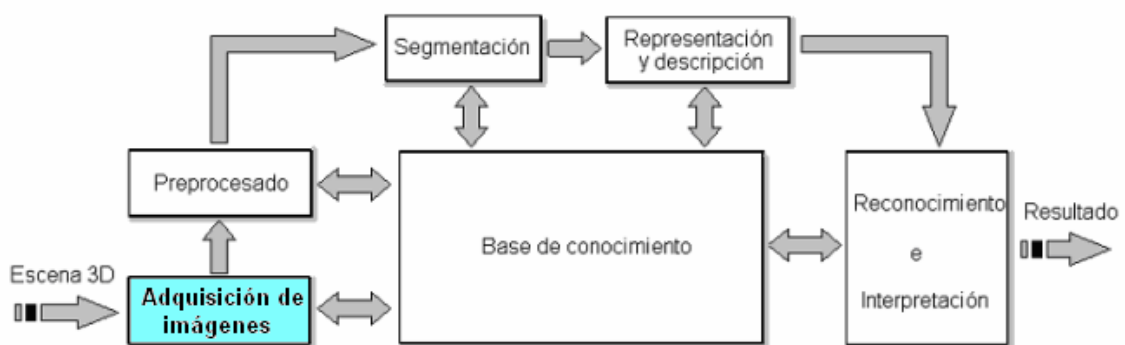 Segmentación
Representación
y descripción
Preprocesado
Base de conocimiento
Reconocimiento
e
Interpretación
Resultado
Escena 3D
Adquisición de
imágenes